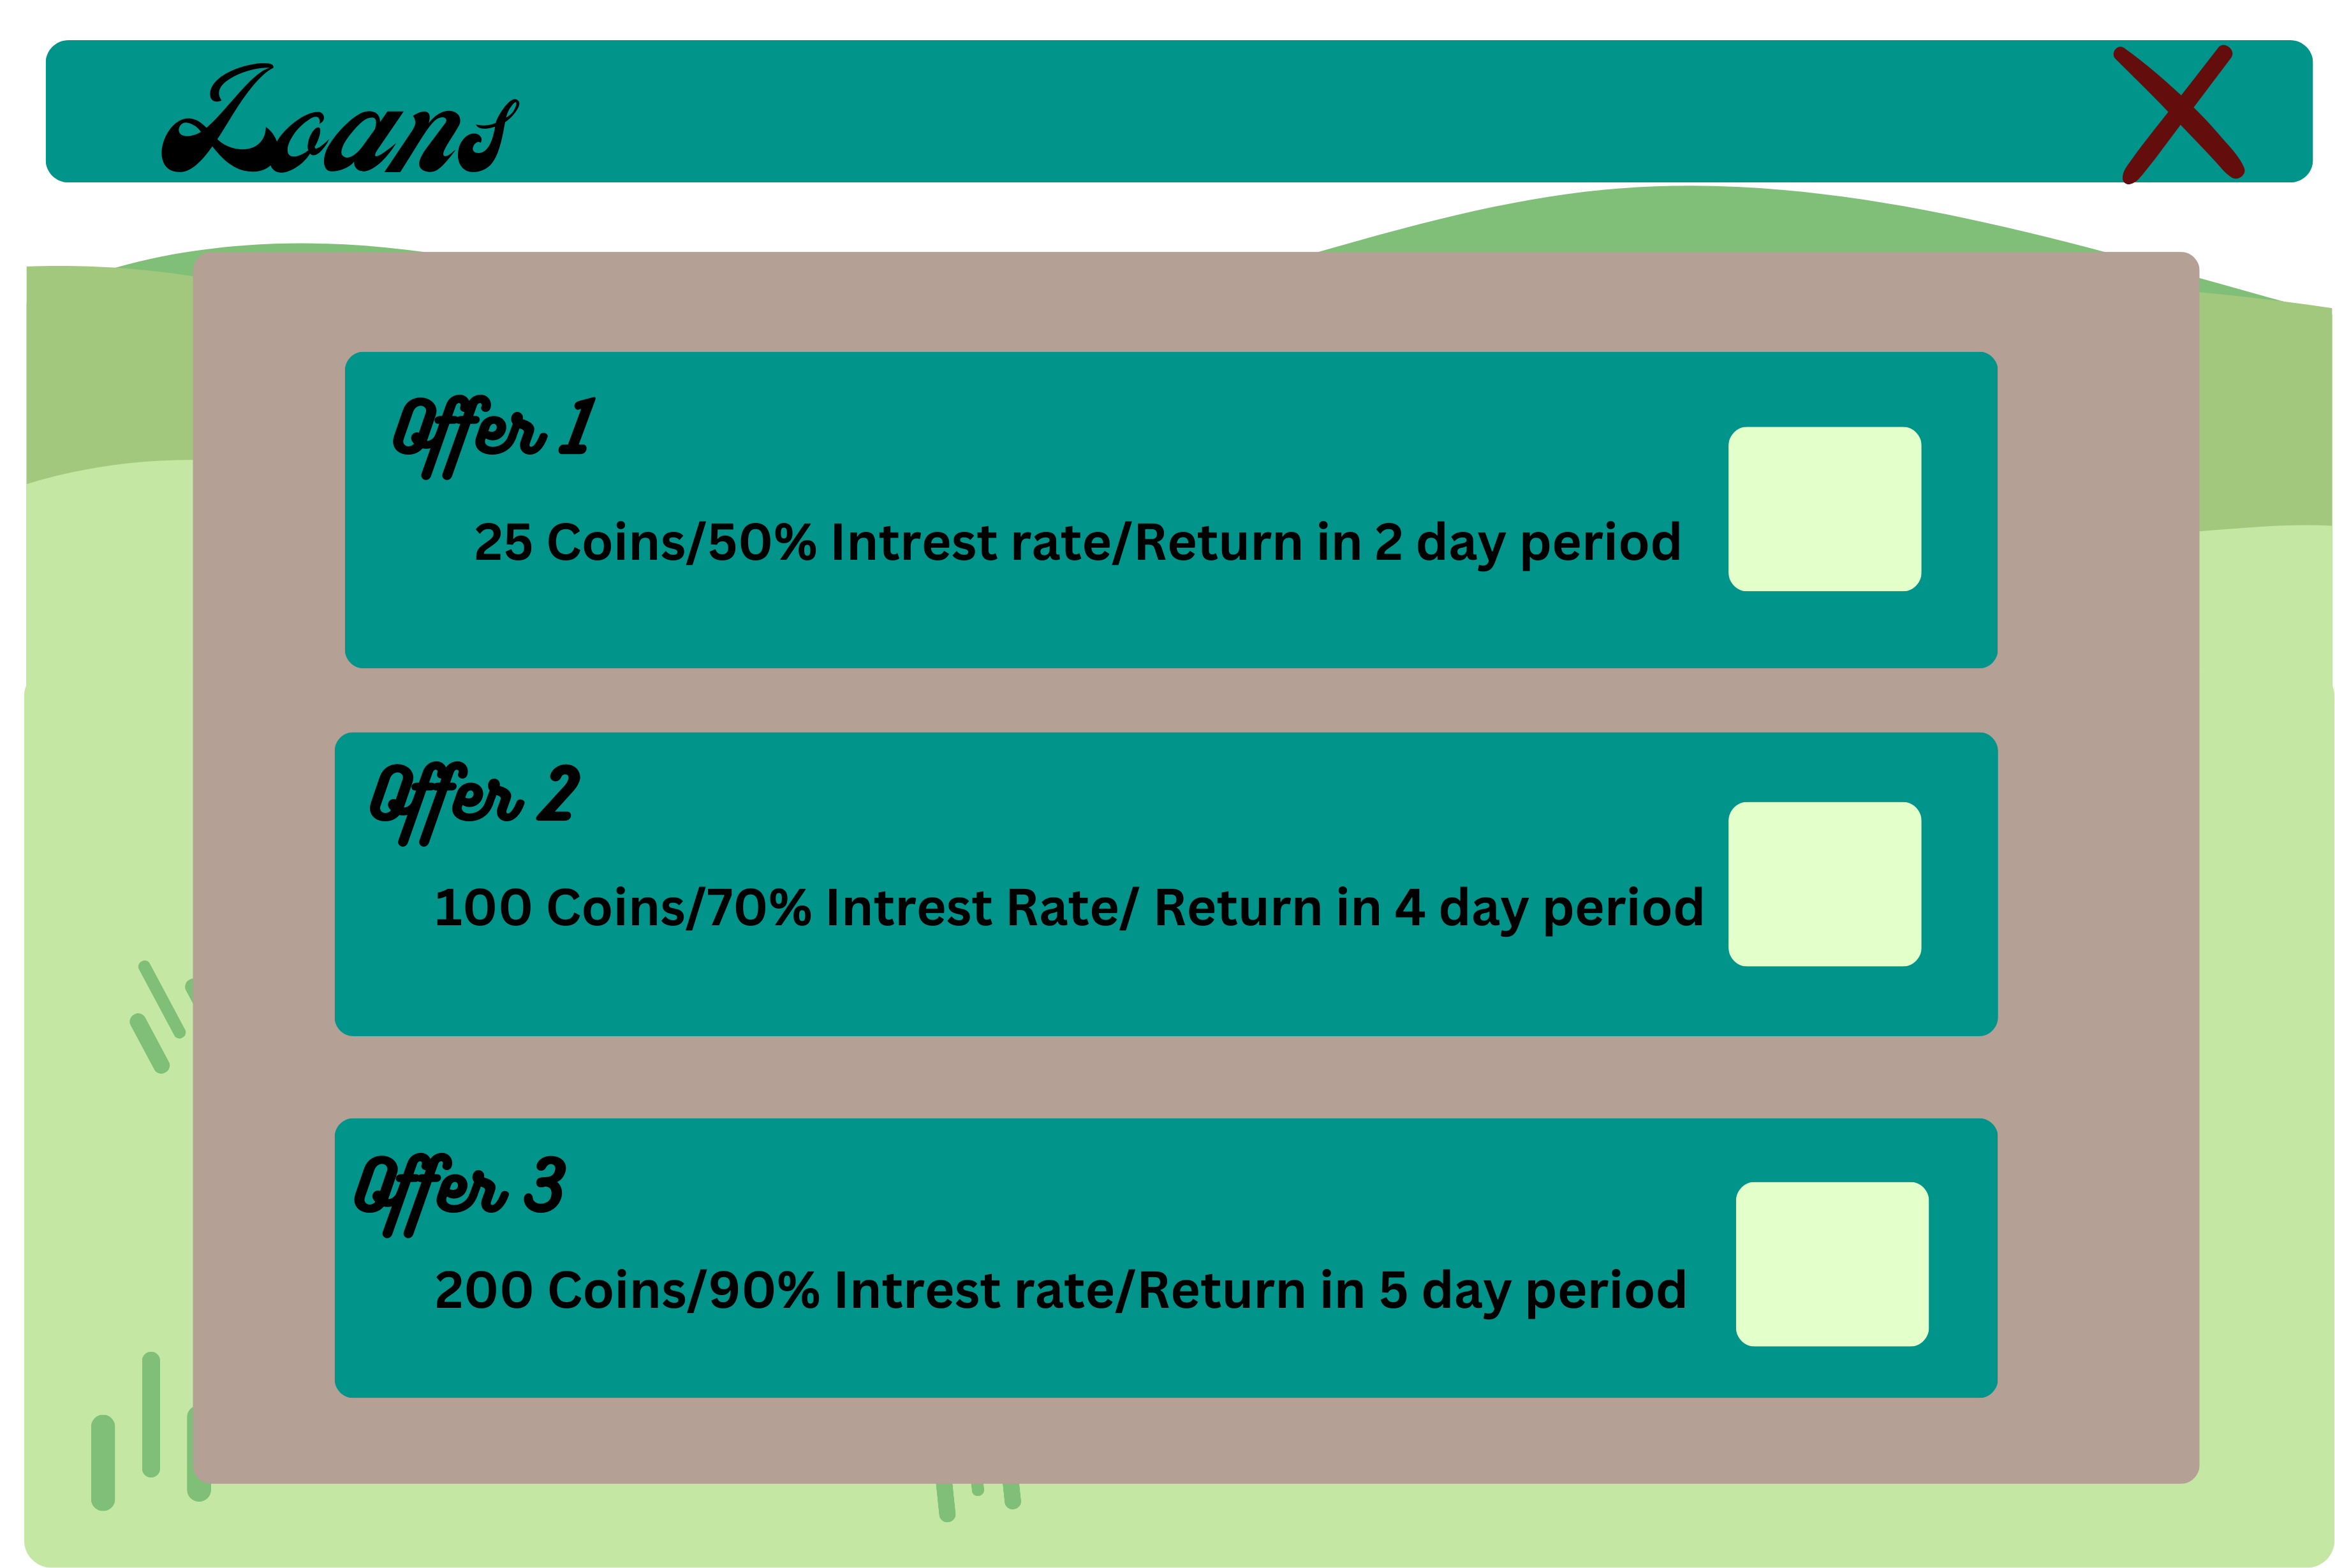 Loans
Offer 1
25 Coins/50% Intrest rate/Return in 2 day period
Offer 2
100 Coins/70% Intrest Rate/ Return in 4 day period
Offer 3
200 Coins/90% Intrest rate/Return in 5 day period